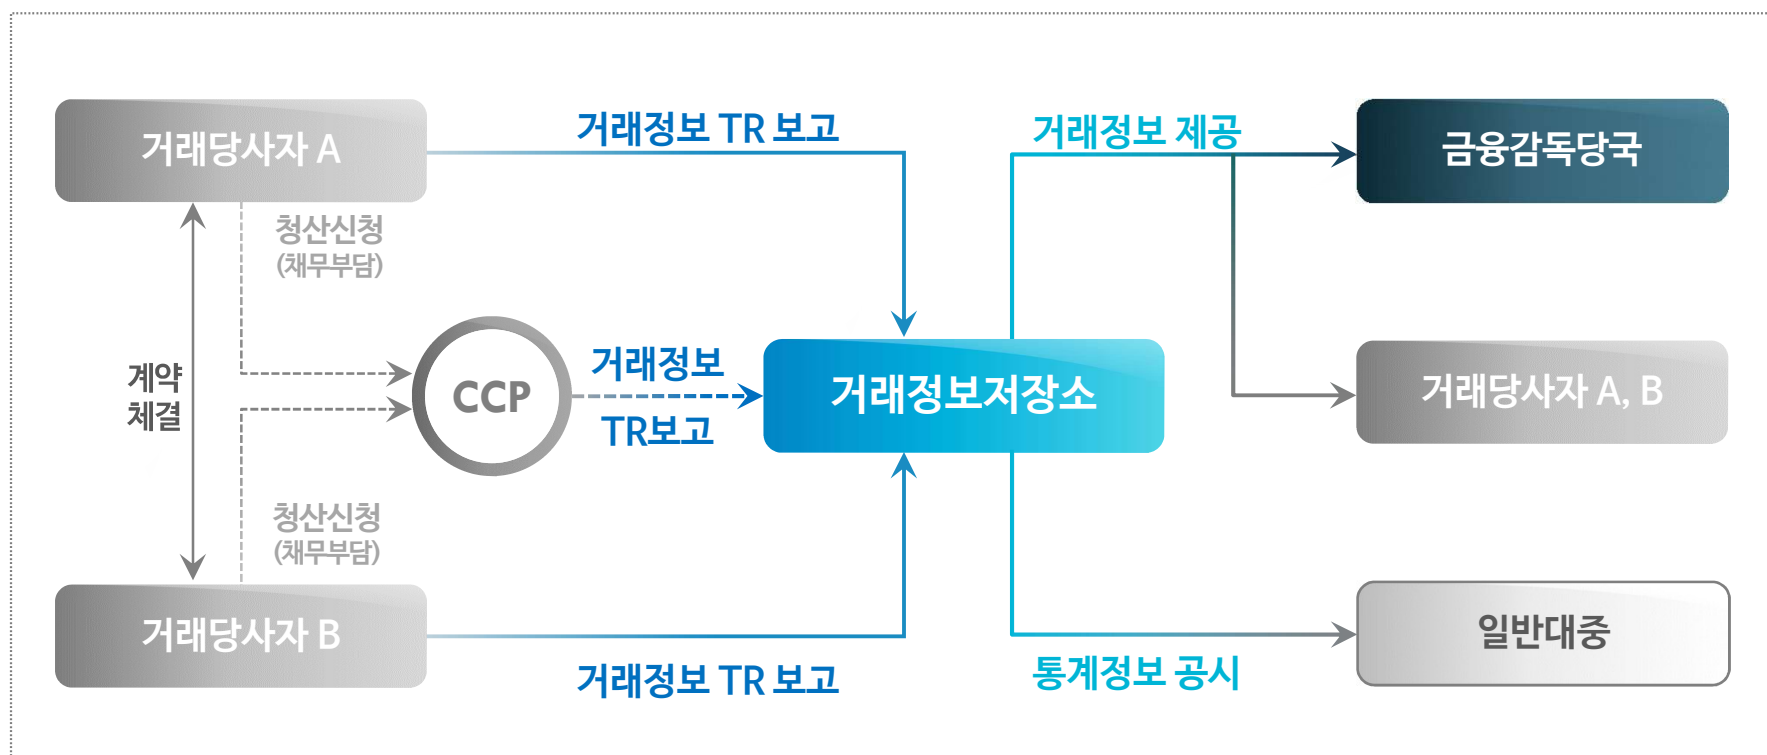 거래당사자 A
거래정보 TR 보고
거래정보 제공
금융감독당국
청산신청
(채무부담)
계약
체결
CCP
거래정보
TR보고
거래정보저장소
거래당사자 A, B
청산신청
(채무부담)
거래당사자 B
거래정보 TR 보고
통계정보 공시
일반대중